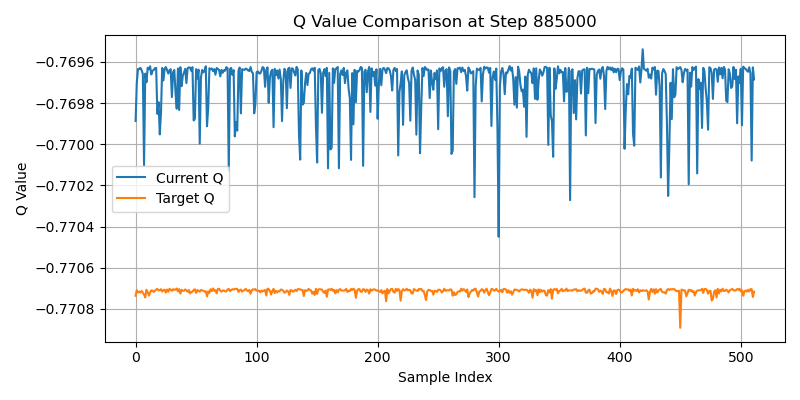 Q Value Comparison at Step 885000
Q Value
−0.7696
−0.7698
−0.7700
−0.7702
−0.7704
−0.7706
−0.7708
Current Q
Target Q
0 100 200 300 400 500
Sample Index